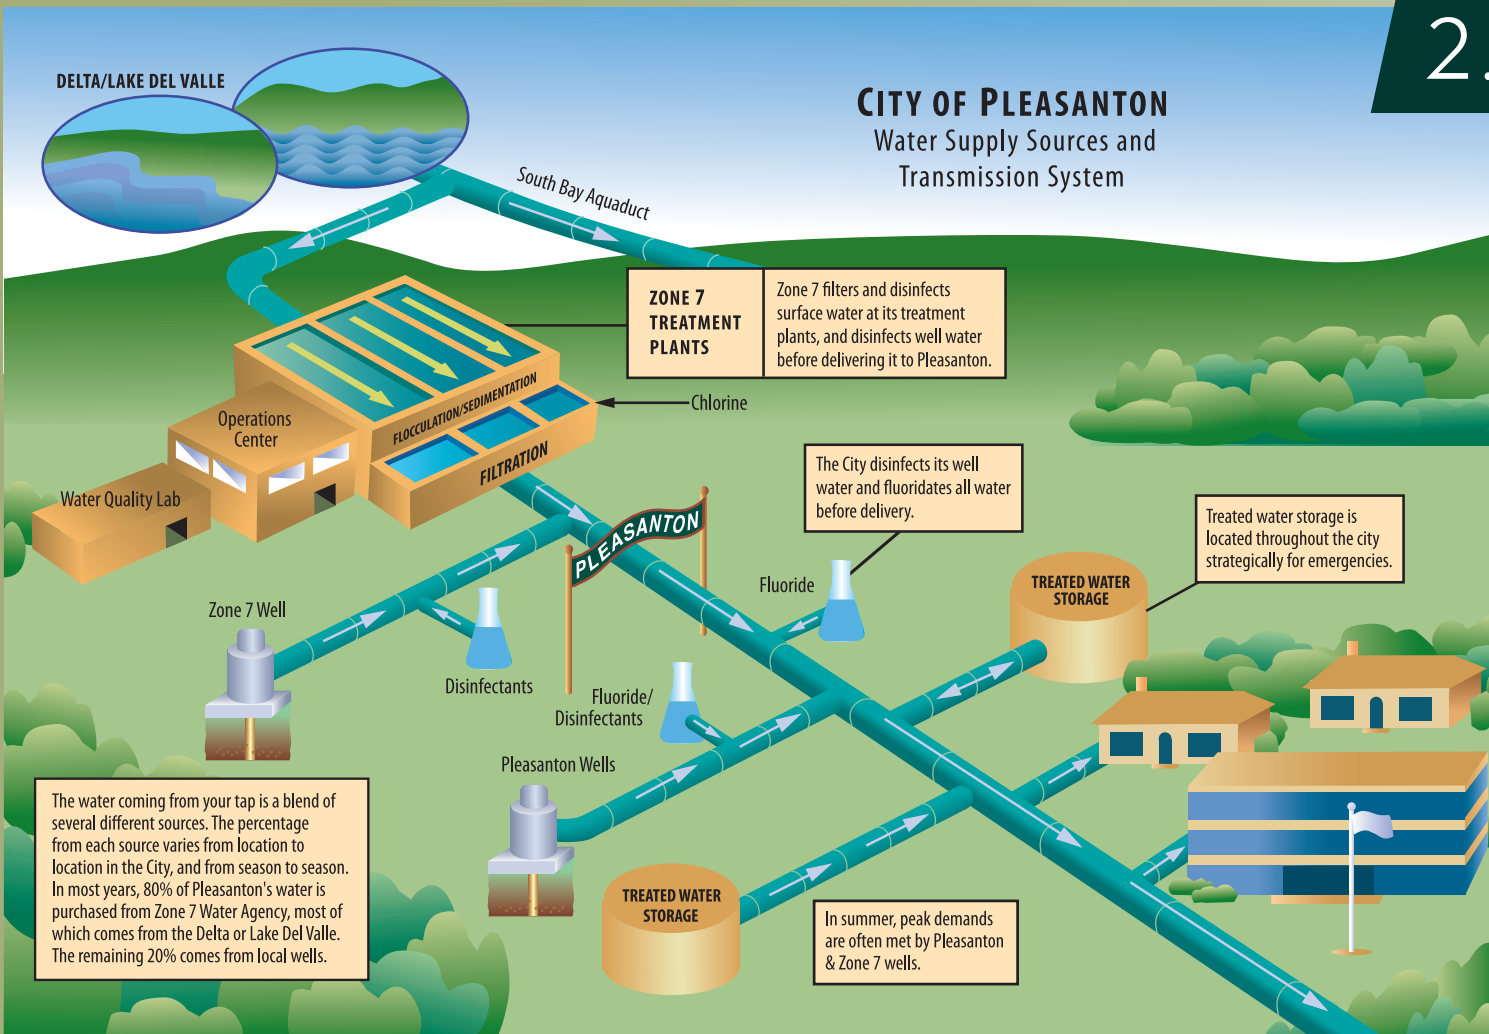 2.
DELTA/LAKE DEL VALLE
CITY OF PLEASANTON
Water Supply Sources and
Transmission System
South Bay Aquaduct
ZONE 7
TREATMENT
PLANTS
Zone 7 filters and disinfects
surface water at its treatment
plants, and disinfects well water
before delivering it to Pleasanton.
FLOCCULATION/SEDIMENTATION
Chlorine
Operations
Center
FILTRATION
Water Quality Lab
The City disinfects its well
water and fluoridates all water
before delivery.
PLEASANTON
Treated water storage is
located throughout the city
strategically for emergencies.
Fluoride
TREATED WATER
STORAGE
Zone 7 Well
Disinfectants
Fluoride/
Disinfectants
Pleasanton Wells
The water coming from your tap is a blend of
several different sources. The percentage
from each source varies from location to
location in the City, and from season to season.
In most years, 80% of Pleasanton's water is
purchased from Zone 7 Water Agency, most of
which comes from the Delta or Lake Del Valle.
The remaining 20% comes from local wells.
TREATED WATER
STORAGE
In summer, peak demands
are often met by Pleasanton
& Zone 7 wells.